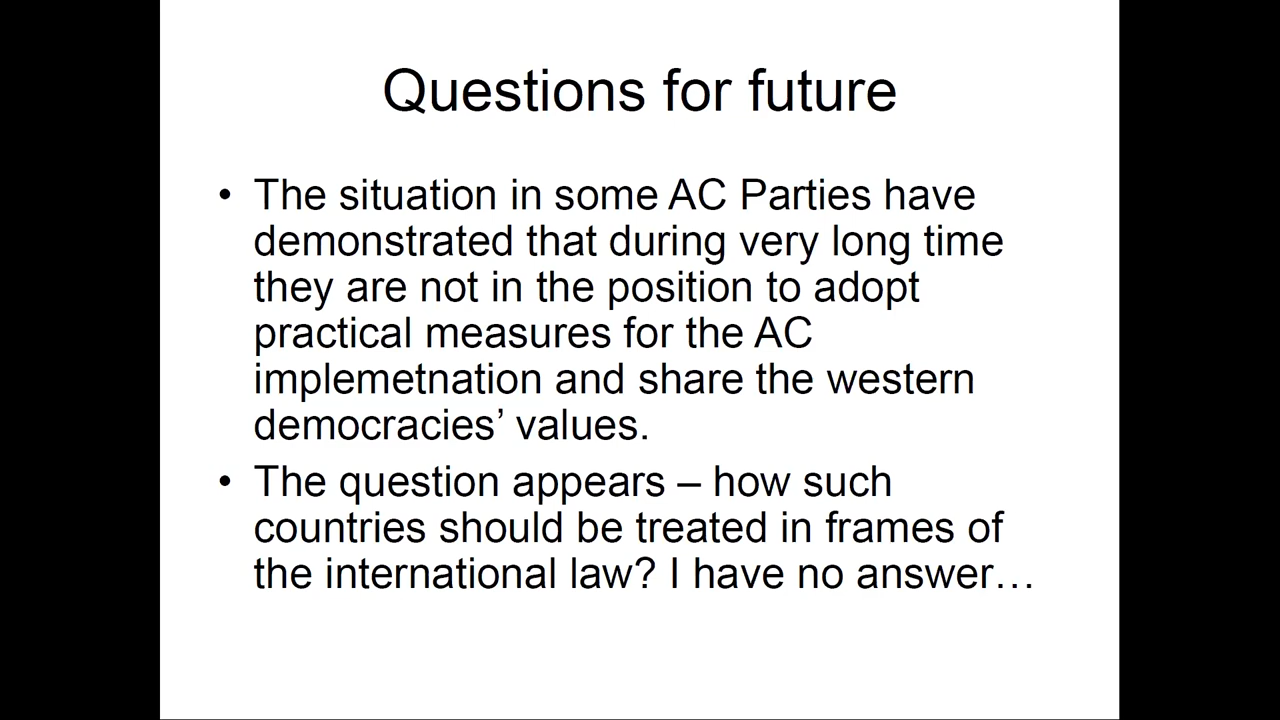 Questions for future
• The situation in some AC Parties have
demonstrated that during very long time
they are not in the position to adopt
practical measures for the AC
implemetnation and share the western
democracies’ values.
• The question appears – how such
countries should be treated in frames of
the international law? I have no answer…